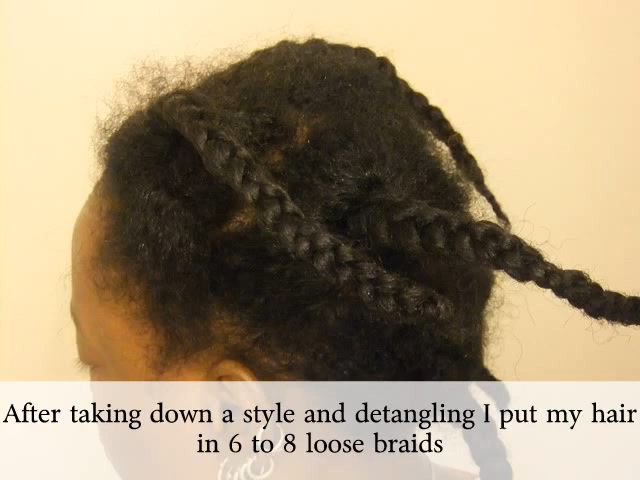 After taking down a style and detangling I put my hair
in 6 to 8 loose braids